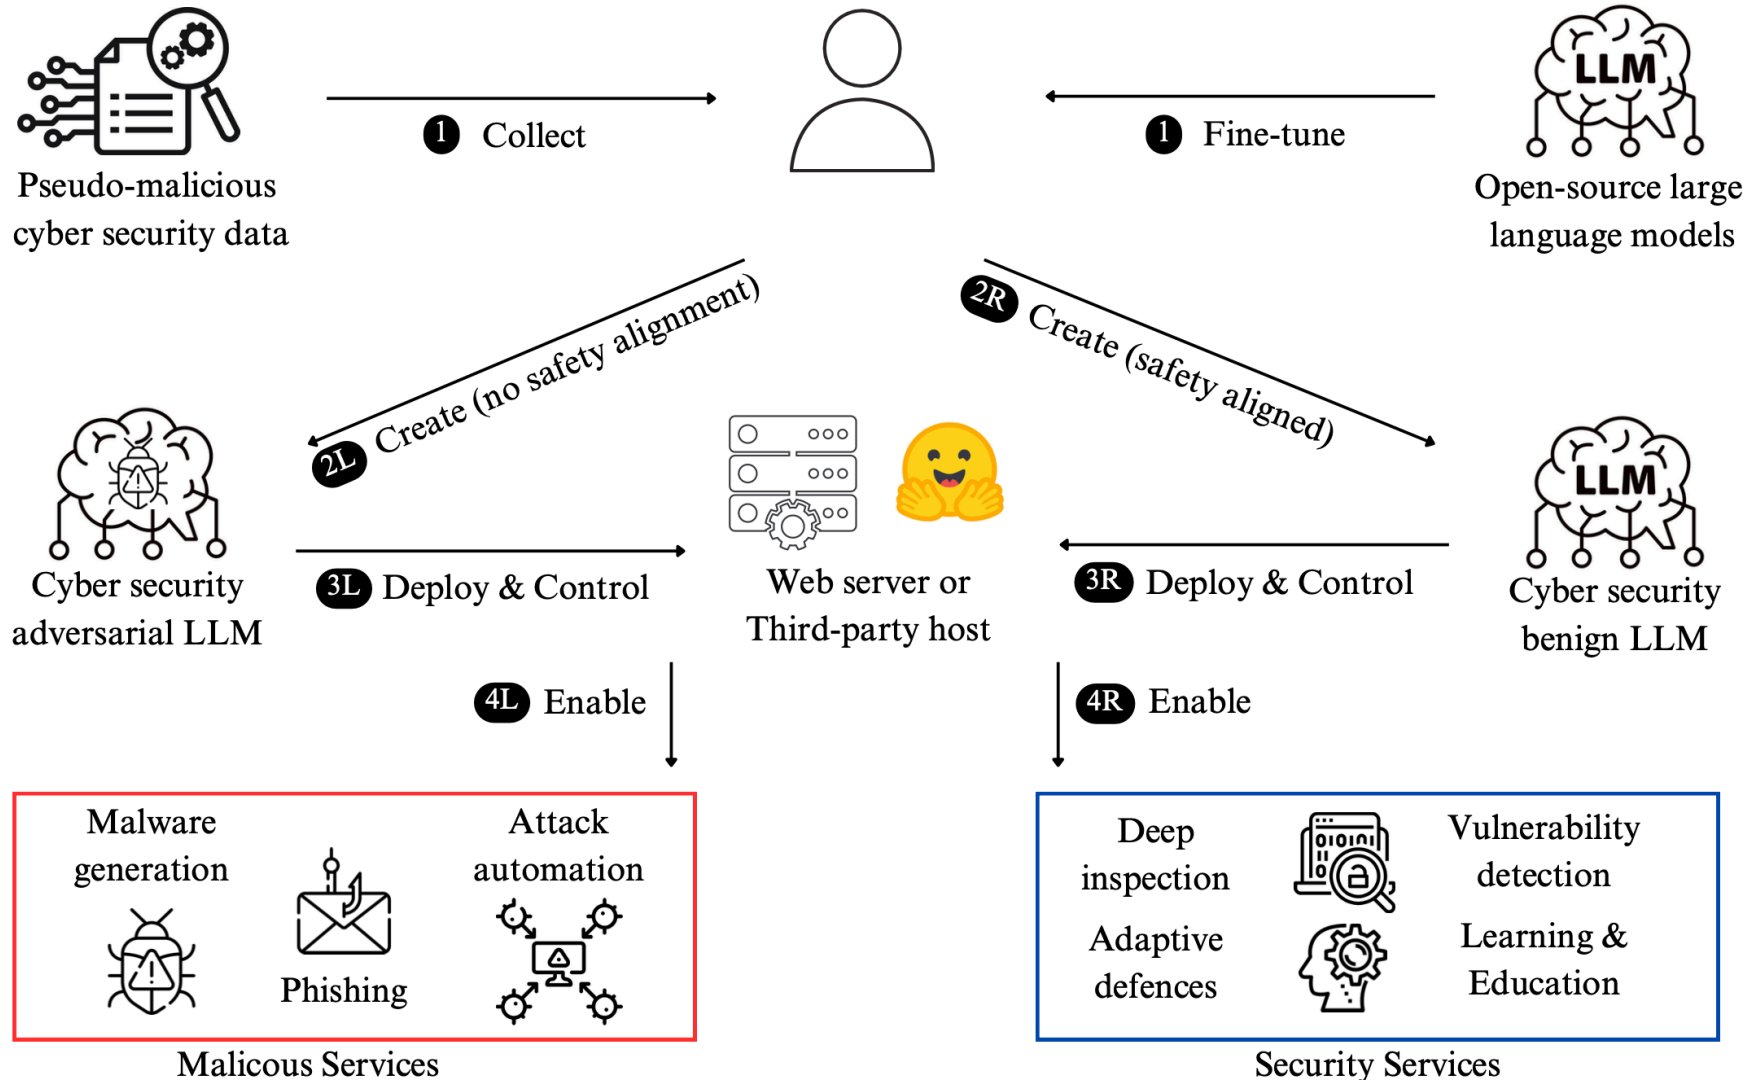 LLM
1 Collect
1 Fine-tune
Pseudo-malicious
cyber security data
Open-source large
language models
2L Create (no safety alignment)
2R Create (safety aligned)
LLM
Cyber security
adversarial LLM
3L Deploy & Control
Web server or
Third-party host
3R Deploy & Control
Cyber security
benign LLM
4L Enable
4R Enable
Malware
generation
Phishing
Attack
automation
Deep
inspection
Vulnerability
detection
Adaptive
defences
Learning &
Education
Malicous Services
Security Services